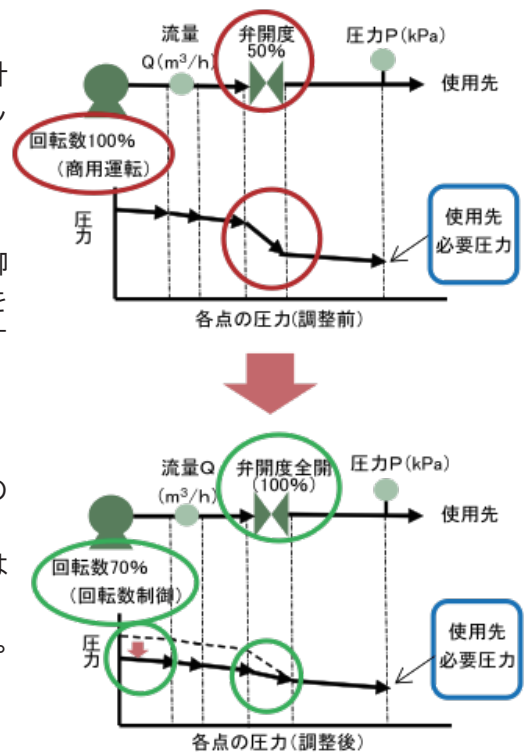 流量
Q(m³/h)
弁開度
50%
圧力P(kPa)
使用先
回転数100%
(商用運転)
圧力
使用先
必要圧力
各点の圧力(調整前)
流量Q
(m³/h)
弁開度全開
(100%)
圧力P(kPa)
使用先
回転数70%
(回転数制御)
圧力
使用先
必要圧力
各点の圧力(調整後)
の
は
。